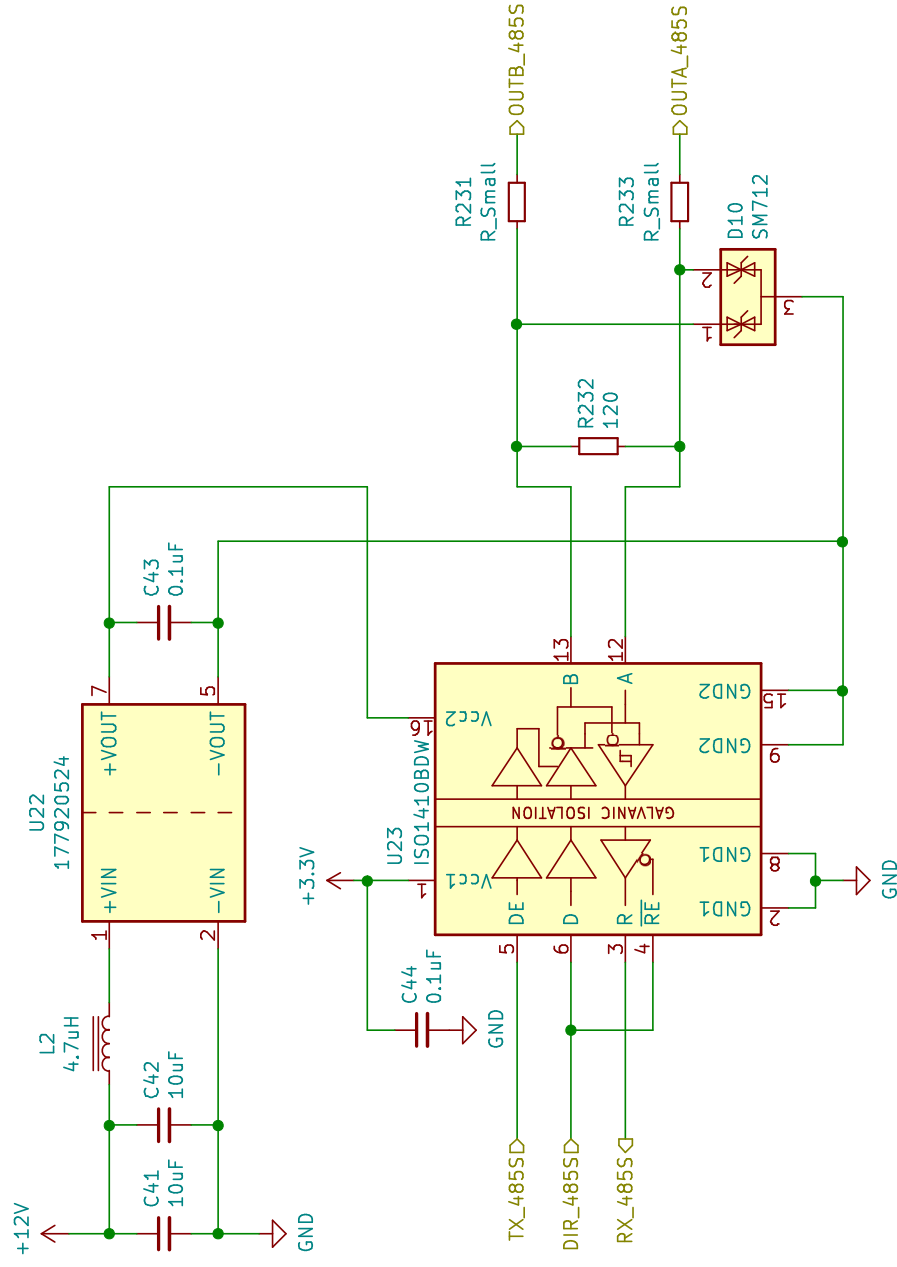 +12V
C41
10uF
GND
C42
10uF
L2
4.7uH
1
2
+VIN
-VIN
U22
177920524
+VOUT
-VOUT
7
5
C43
0.1uF
+3.3V
C44
0.1uF
GND
U23
ISO1410BDW
1
Vcc1
16
Vcc2
TX_485S
DIR_485S
RX_485S
5
6
3
4
DE
D
R
RE
GALVANIC ISOLATION
B
A
13
12
GND1
GND1
2
8
GND
GND2
GND2
9
15
R232
120
R231
R_Small
R233
R_Small
D10
SM712
1
2
3
OUTB_485S
OUTA_485S